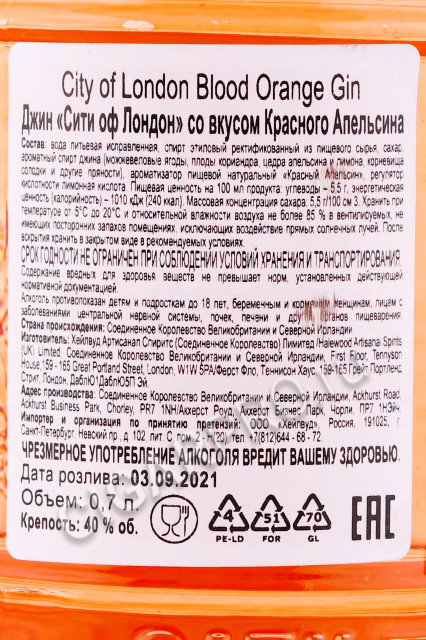 City of London Blood Orange Gin
Джин «Сити оф Лондон» со вкусом Красного Апельсина
Состав: вода питьевая исправленная, спирт этиловый ректификованный из пищевого сырья, сахар,
ароматный спирт джина (можжевеловые ягоды, плоды кориандра, цедра апельсина и лимона, корневища
солодки и другие пряности), ароматизатор пищевой натуральный «Красный Апельсин», регулятор
кислотности лимонная кислота. Пищевая ценность на 100 мл продукта: углеводы – 5,5 г, энергетическая
ценность (калорийность) – 1010 кДж (240 ккал). Массовая концентрация сахара: 5,5 г/100 см 3. Хранить при
температуре от 5°С до 20°С и относительной влажности воздуха не более 85 % в вентилируемых, не
имеющих посторонних запахов помещениях, исключающих воздействие прямых солнечных лучей. После
вскрытия хранить в закрытом виде в рекомендуемых условиях.
СРОК ГОДНОСТИ НЕ ОГРАНИЧЕН ПРИ СОБЛЮДЕНИИ УСЛОВИЙ ХРАНЕНИЯ И ТРАНСПОРТИРОВАНИЯ.
Содержание вредных для здоровья веществ не превышает норм, установленных действующей
нормативной документацией.
Алкоголь противопоказан детям и подросткам до 18 лет, беременным и женщинам, лицам с
заболеваниями центральной нервной системы, почек, печени и органов пищеварения.
Страна происхождения: Соединенное Королевство Великобритании и Северной Ирландии
Изготовитель: Хейлвуд Артисанал Спиритс (Соединенное Королевство) Лимитед /Halewood Artisanal Spirits
(UK) Limited. Соединенное Королевство Великобритании и Северной Ирландии, First Floor, Tennyson
House,159 - 165 Great Portland Street, London, W1W 5PA/Ферст Фло, Теннисон Хаус, 159-165 Грейт Портленд
Стрит, Лондон, Дабл
Адрес производства: Соединенное Королевство Великобритании и Северной Ирландии, Ackhurst Road,
Ackhurst Business Park, Chorley, PR7 1NH/Акхерст Роуд, Акхерст Бизнес Парк, Чорли, ПР7 1НЭйч.
Импортер и организация по принятию претензий: ООО «Хейлвуд», Россия, 191025, г.
Санкт-Петербург, Невский пр., д. 102 лит. С, пом. 2 - Н (20), тел. +7(812)644 - 68 - 72
ЧРЕЗМЕРНОЕ УПОТРЕБЛЕНИЕ АЛКОГОЛЯ ВРЕДИТ ВАШЕМУ ЗДОРОВЬЮ.
Дата розлива: 03.09.2021
Объем: 0,7 л.
Крепость: 40 % об.
4 51 70
PE-LD FOR GL
EAC